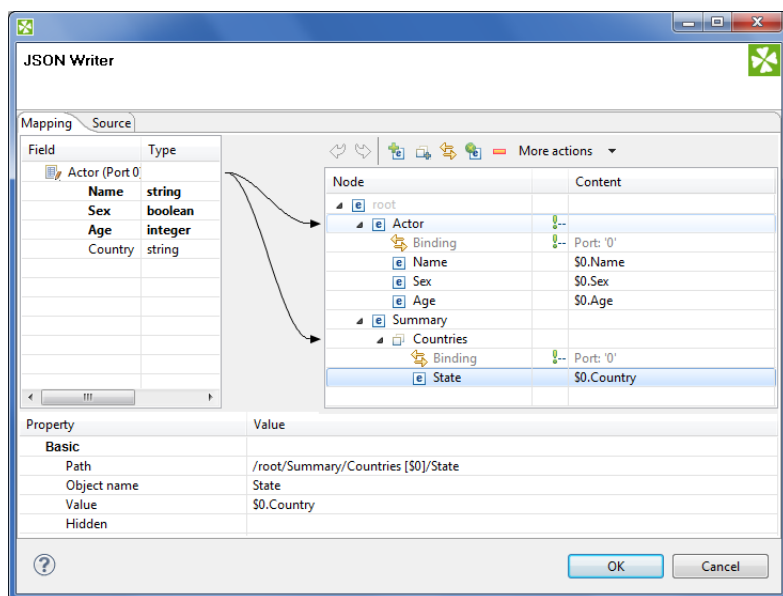 JSON Writer
Mapping Source
Field Type
Actor (Port 0)
Name string
Sex boolean
Age integer
Country string
More actions
Node Content
root
Actor
Binding Port: '0'
Name $0.Name
Sex $0.Sex
Age $0.Age
Summary
Countries
Binding Port: '0'
State $0.Country
Property Value
Basic
Path /root/Summary/Countries [$0]/State
Object name State
Value $0.Country
Hidden
OK Cancel